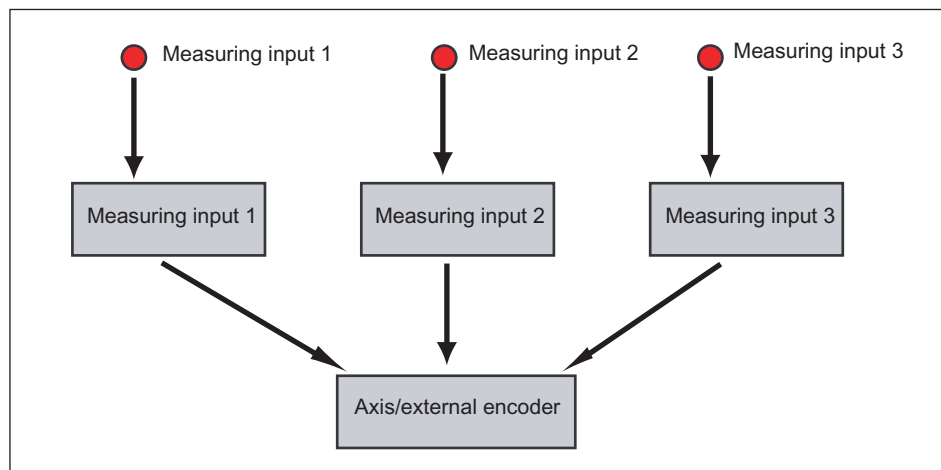 Measuring input 1
Measuring input 2
Measuring input 3
Measuring input 1
Measuring input 2
Measuring input 3
Axis/external encoder